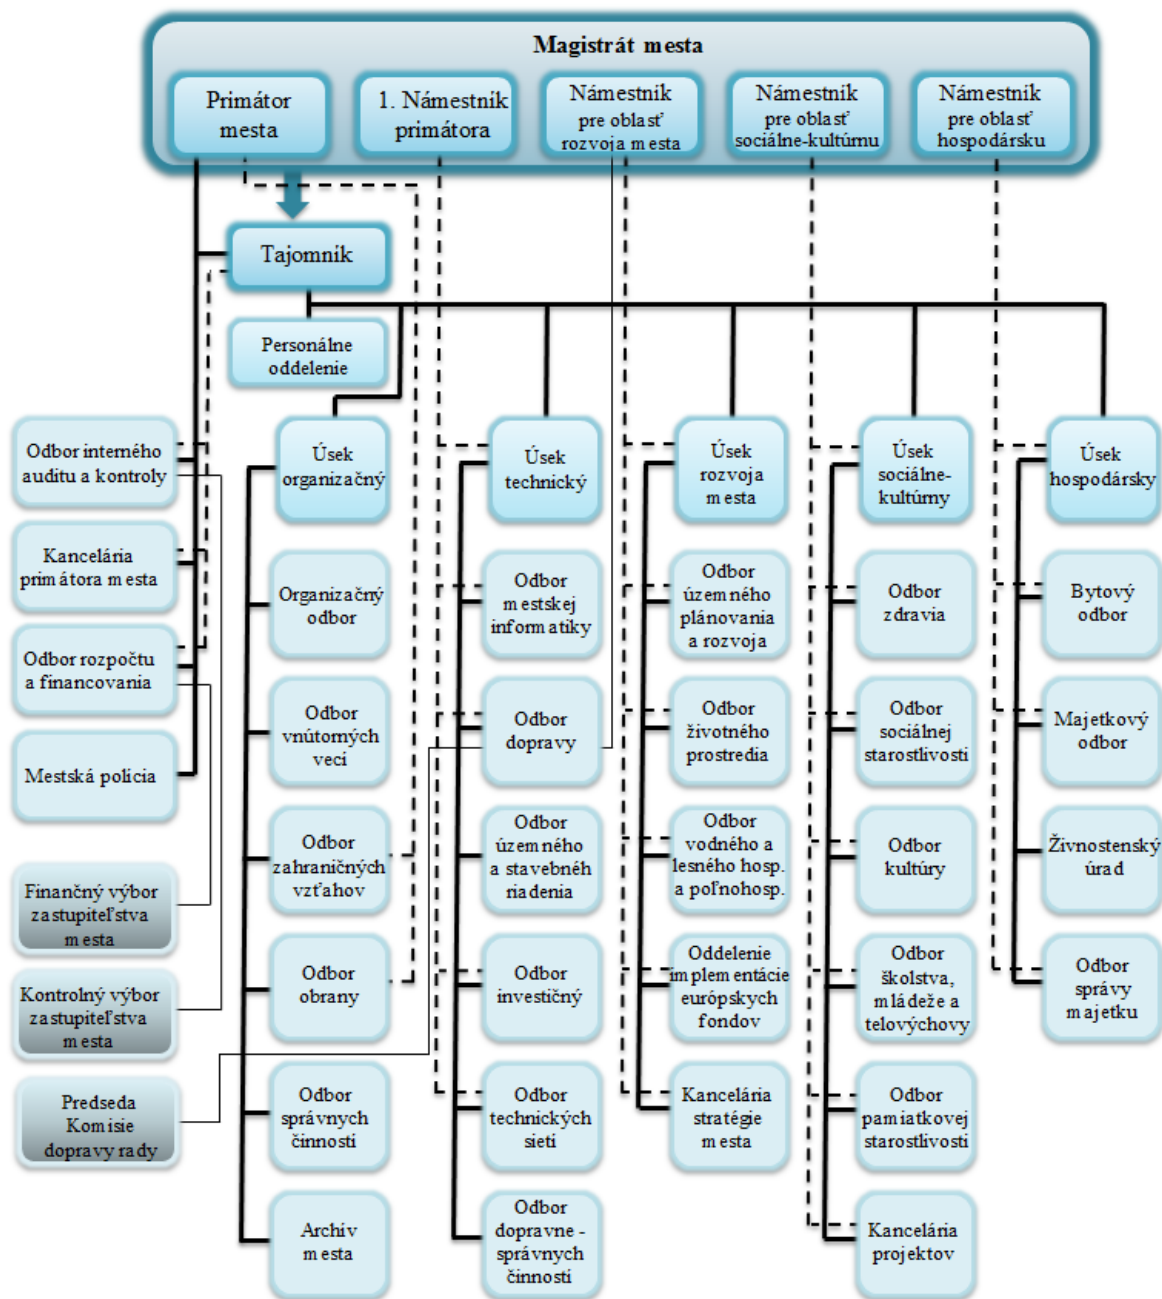 Magistrát mesta
Primátor
mesta
1. Námestník
primátora
Námestník
pre oblasť
rozvoja mesta
Námestník
pre oblasť
sociálne-kultúrnu
Námestník
pre oblasť
hospodársku
Tajomník
Personálne
oddelenie
Odbor interného
auditu a kontroly
Kancelária
primátora mesta
Odbor rozpočtu
a financovania
Mestská polícia
Finančný výbor
zastupiteľstva
mesta
Kontrolný výbor
zastupiteľstva
mesta
Predseda
Komisie
dopravy rady
Úsek
organizačný
Organizačný
odbor
Odbor
vnútorných
vecí
Odbor
zahraničných
vzťahov
Odbor
obrany
Odbor
správnych
činností
Archív
mesta
Úsek
technický
Odbor
mestskej
informatiky
Odbor
dopravy
Odbor
územného
a stavebnéh
riadenia
Odbor
investičný
Odbor
technických
sietí
Odbor
dopravne -
správnych
činností
Úsek
rozvoja
mesta
Odbor
územného
plánovania
a rozvoja
Odbor
životného
prostredia
Odbor
vodného a
lesného hosp.
a poľnohosp.
Oddelenie
implementácie
európskych
fondov
Kancelária
stratégie
mesta
Úsek
sociálne-
kultúrny
Odbor
zdravia
Odbor
sociálnej
starostlivosti
Odbor
kultúry
Odbor
školstva,
mládeže a
telovýchovy
Odbor
pamiatkovej
starostlivosti
Kancelária
projektov
Úsek
hospodársky
Bytový
odbor
Majetkový
odbor
Živnostenský
úrad
Odbor
správy
majetku